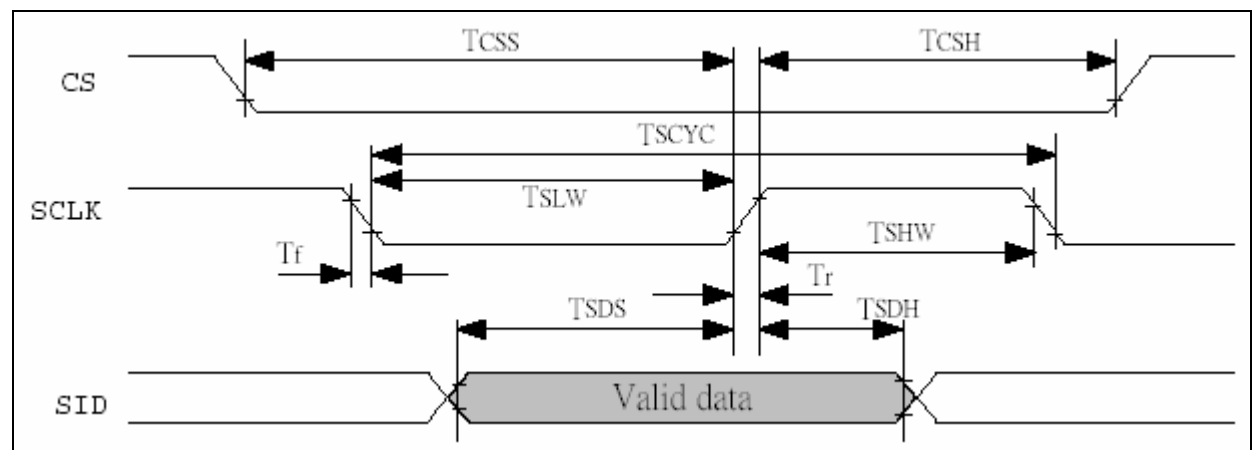 TCSS
TCSH
CS
TSCYC
TSLW
SCLK
TSHW
Tf
Tr
TSDS
TSDH
Valid data
SID